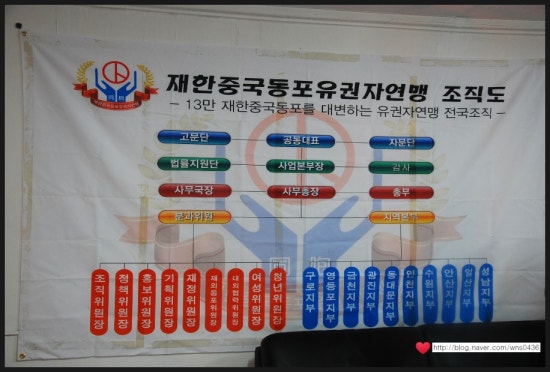 재한중국동포유권자연맹 조직도
- 13만 재한중국동포를 대변하는 유권자연맹 전국조직 -
고문단 공동대표 자문단
법률지원단 사업본부장 감사
사무국장 사무총장 총무
분과위원
조직위원장 정책위원장 홍보위원장 기획위원장 재정위원장 재외동포위원장 대외협력위원장 여성위원장 청년위원장
구로지부 영등포지부 금천지부 광진지부 동대문지부 인천지부 수원지부 안산지부 일산지부 성남지부
http://blog.naver.com/wns0436